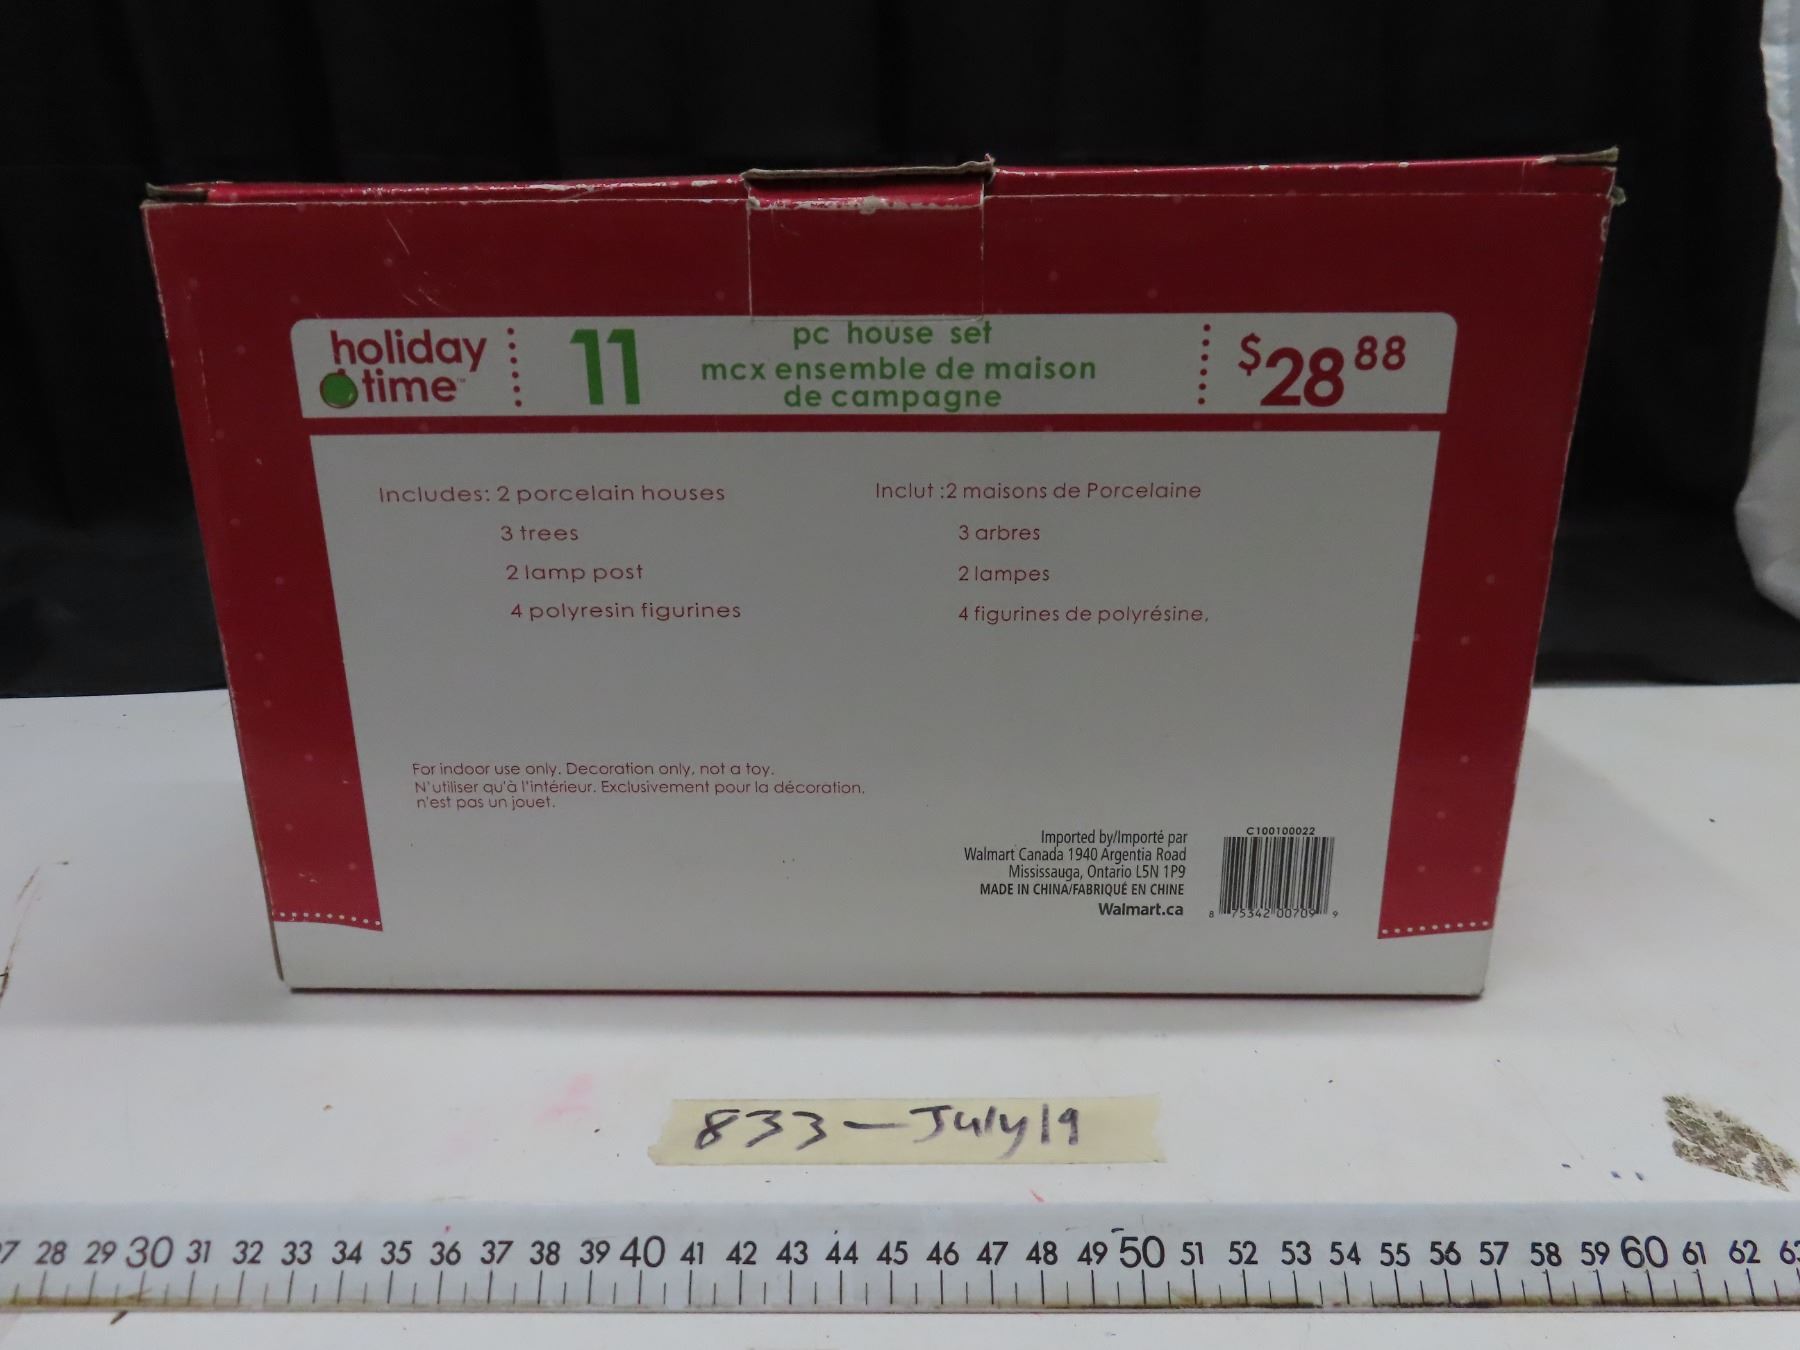 holiday time™
11
pc house set
mcx ensemble de maison
de campagne
$28 88
Includes: 2 porcelain houses
3 trees
2 lamp post
4 polyresin figurines
Inclut :2 maisons de Porcelaine
3 arbres
2 lampes
4 figurines de polyrésine,
For indoor use only. Decoration only, not a toy.
N'utiliser qu'à l'intérieur. Exclusivement pour la décoration,
n'est pas un jouet.
Imported by/Importé par
Walmart Canada 1940 Argentia Road
Mississauga, Ontario L5N 1P9
MADE IN CHINA/FABRIQUÉ EN CHINE
Walmart.ca
C100100022
8 75342 00709 9
833 - July 19
28 29 30 31 32 33 34 35 36 37 38 39 40 41 42 43 44 45 46 47 48 49 50 51 52 53 54 55 56 57 58 59 60 61 62